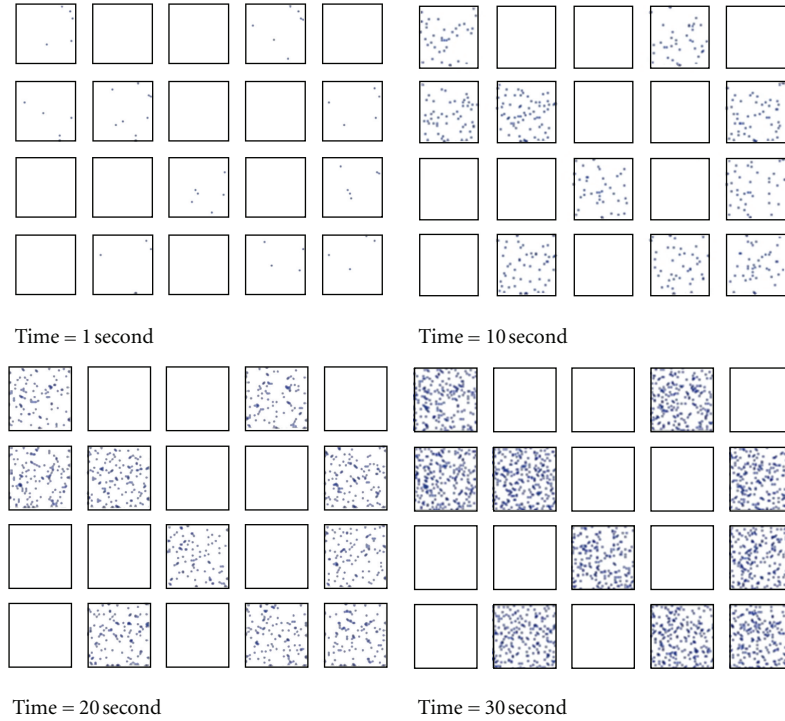 Time = 1 second
Time = 10 second
Time = 20 second
Time = 30 second